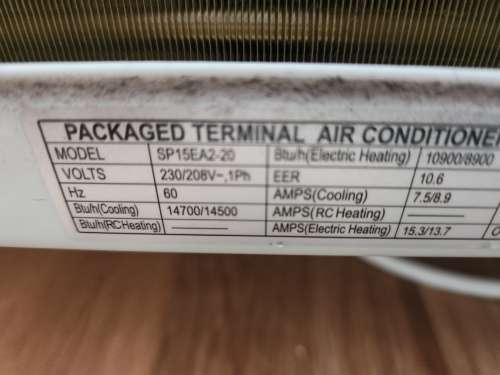 PACKAGED TERMINAL AIR CONDITIONER
MODEL SP15EA2-20 Btu/h(Electric Heating) 10900/8900
VOLTS 230/208V~,1Ph EER 10.6
Hz 60 AMPS(Cooling) 7.5/8.9
Btu/h(Cooling) 14700/14500 AMPS(RC Heating) ———
Btu/h(RCHeating) ——— AMPS(Electric Heating) 15.3/13.7